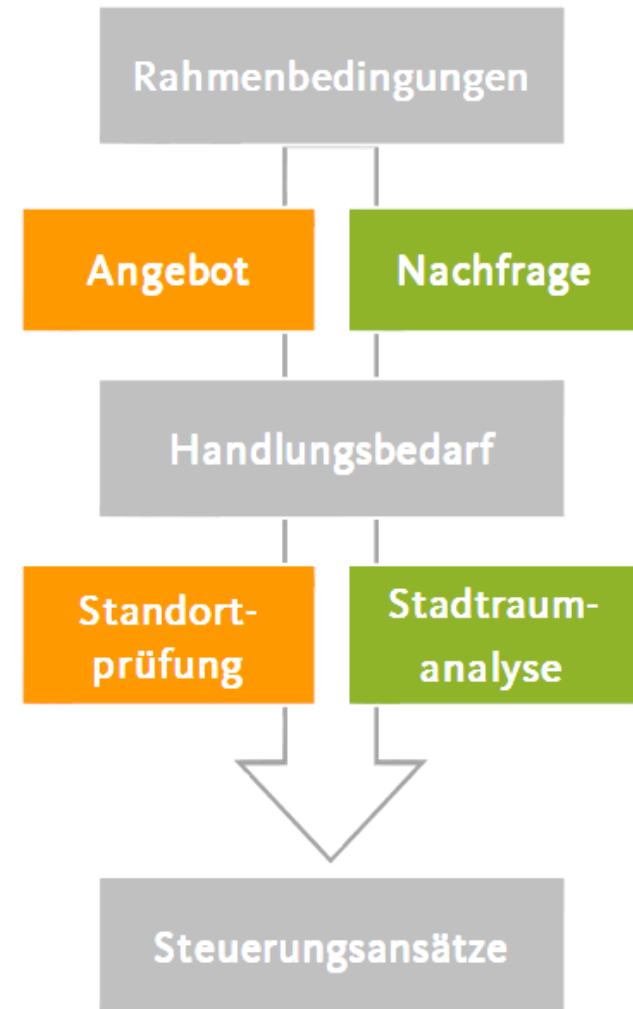 Rahmenbedingungen
Angebot
Nachfrage
Handlungsbedarf
Standort-
prüfung
Stadtraum-
analyse
Steuerungsansätze